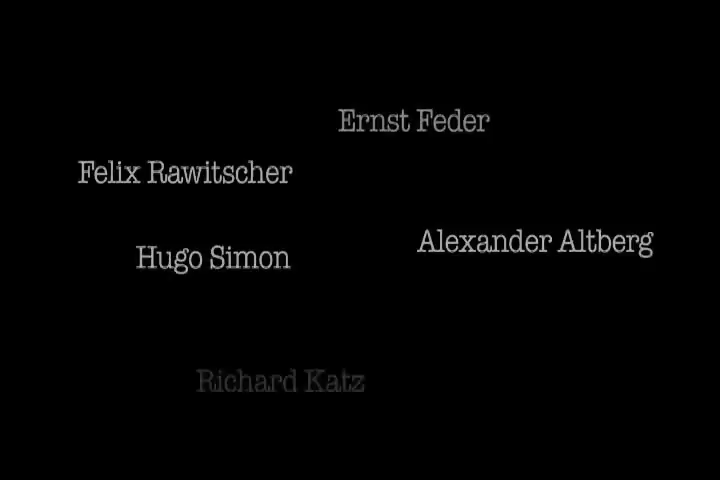 Ernst Feder
Felix Rawitscher
Alexander Altberg
Hugo Simon
Richard Katz